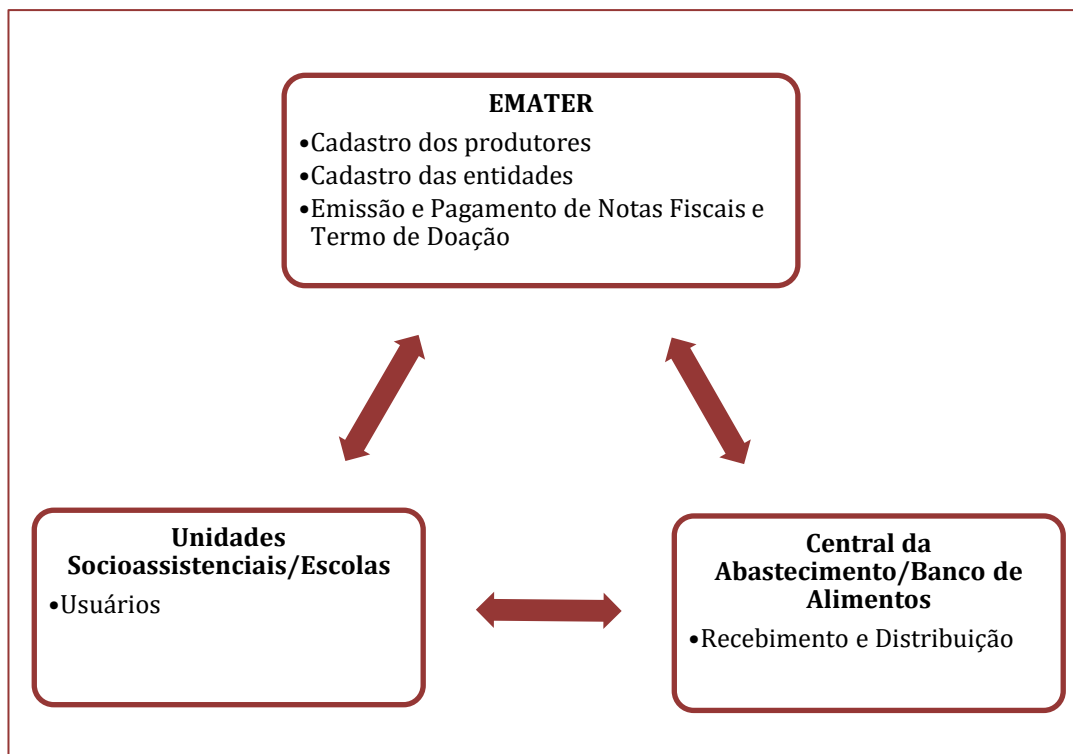 EMATER
•Cadastro dos produtores
•Cadastro das entidades
•Emissão e Pagamento de Notas Fiscais e
Termo de Doação
Unidades
Socioassistenciais/Escolas
•Usuários
Central da
Abastecimento/Banco de
Alimentos
•Recebimento e Distribuição